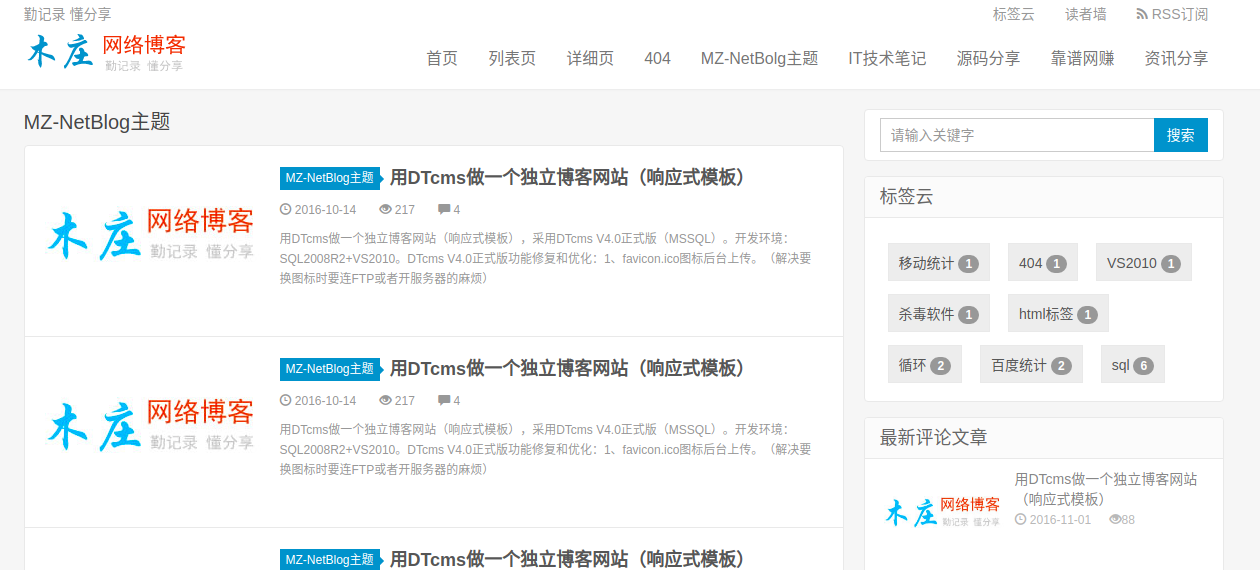 勤记录 懂分享
标签云 读者墙 RSS订阅
木庄 网络博客
勤记录 懂分享
首页 列表页 详细页 404 MZ-NetBolg主题 IT技术笔记 源码分享 靠谱网赚 资讯分享
MZ-NetBlog主题
木庄 网络博客
勤记录 懂分享
MZ-NetBlog主题 用DTcms做一个独立博客网站（响应式模板）
2016-10-14 217 4
用DTcms做一个独立博客网站（响应式模板），采用DTcms V4.0正式版（MSSQL）。开发环境：
SQL2008R2+VS2010。DTcms V4.0正式版功能修复和优化：1、favicon.ico图标后台上传。（解决要
换图标时要连FTP或者开服务器的麻烦）
木庄 网络博客
勤记录 懂分享
MZ-NetBlog主题 用DTcms做一个独立博客网站（响应式模板）
2016-10-14 217 4
用DTcms做一个独立博客网站（响应式模板），采用DTcms V4.0正式版（MSSQL）。开发环境：
SQL2008R2+VS2010。DTcms V4.0正式版功能修复和优化：1、favicon.ico图标后台上传。（解决要
换图标时要连FTP或者开服务器的麻烦）
MZ-NetBlog主题 用DTcms做一个独立博客网站（响应式模板）
请输入关键字 搜索
标签云
移动统计 1 404 1 VS2010 1
杀毒软件 1 html标签 1
循环 2 百度统计 2 sql 6
最新评论文章
木庄 网络博客
勤记录 懂分享
用DTcms做一个独立博客网站
（响应式模板）
2016-11-01 88